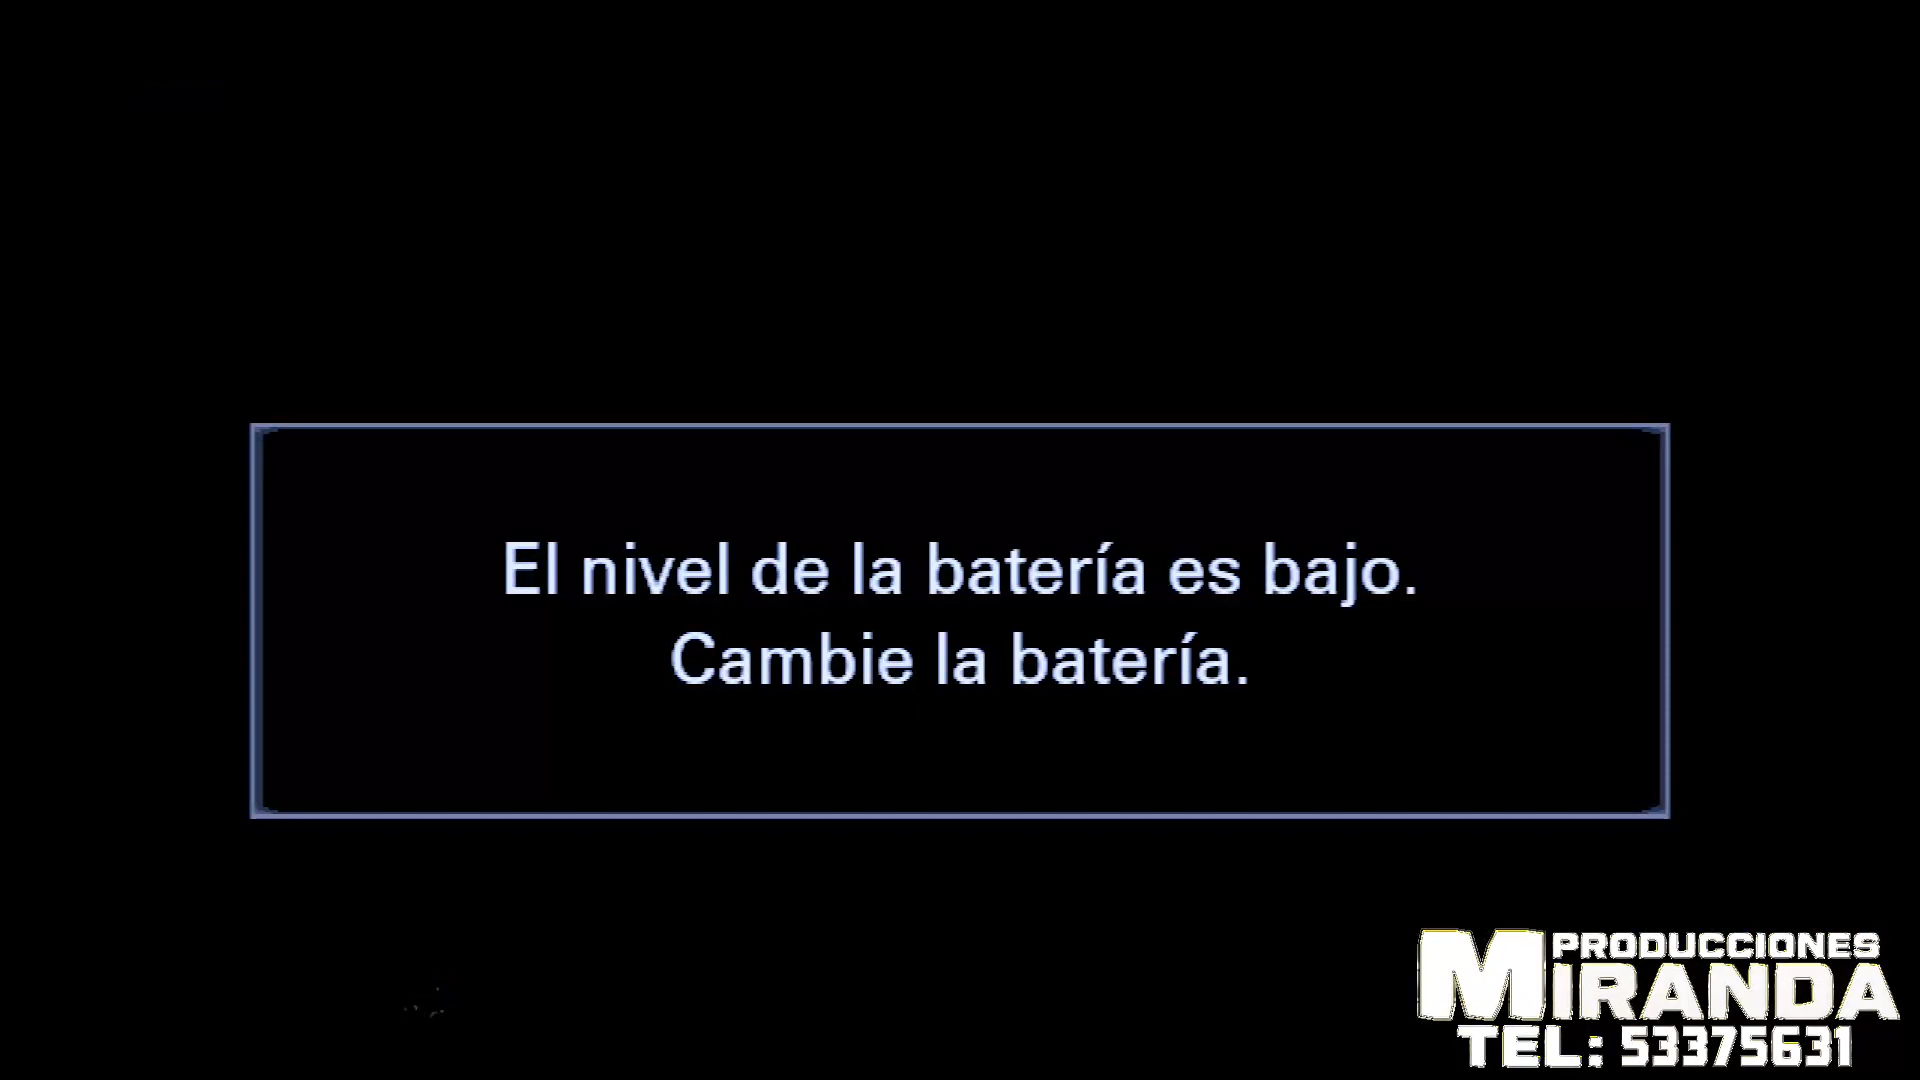 El nivel de la batería es bajo.
Cambie la batería.
PRODUCCIONES
MIRANDA
TEL: 53375631